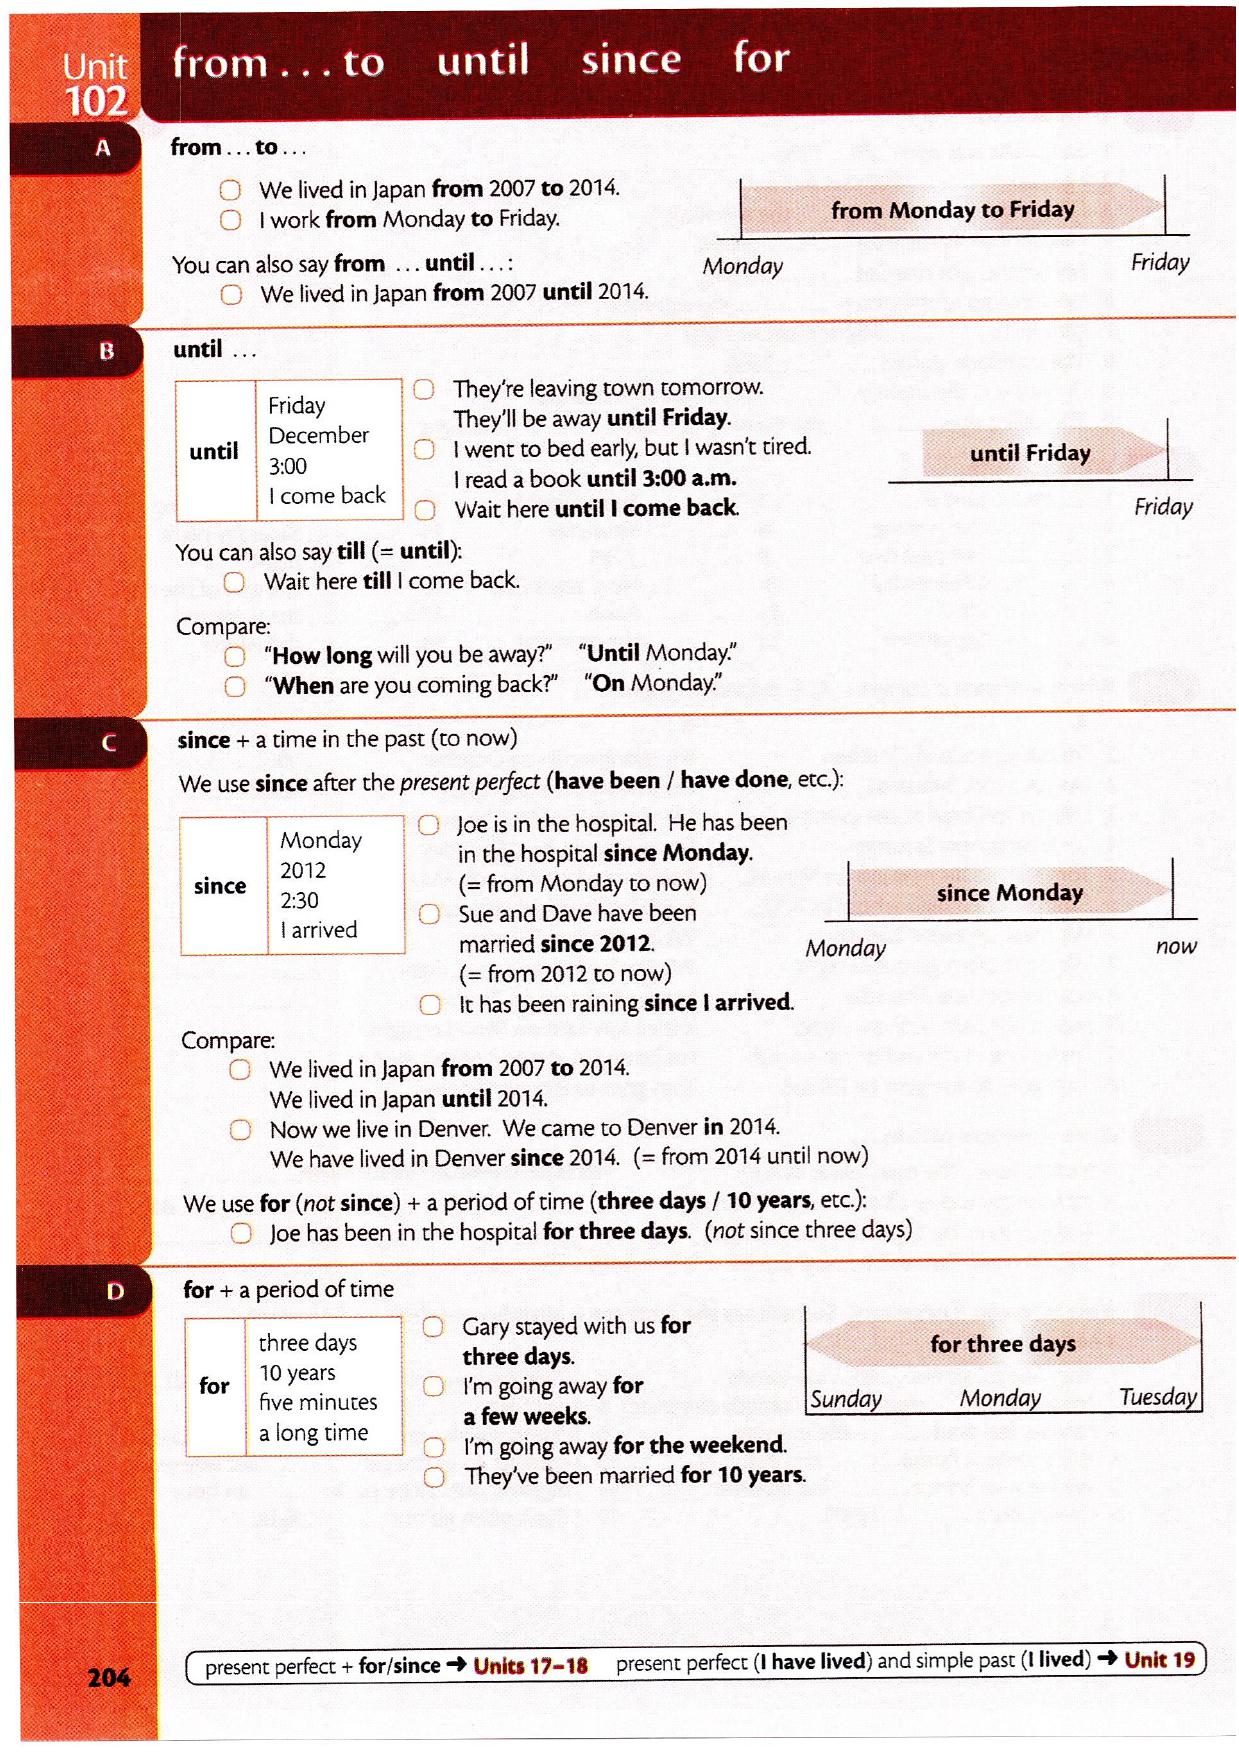 Unit
102
from . . . to until since for
A
from . . . to . . .
We lived in Japan from 2007 to 2014.
I work from Monday to Friday.
from Monday to Friday
Monday Friday
You can also say from . . . until . . . :
We lived in Japan from 2007 until 2014.
B
until . . .
until
Friday
December
3:00
I come back
They're leaving town tomorrow.
They'll be away until Friday.
I went to bed early, but I wasn't tired.
I read a book until 3:00 a.m.
Wait here until I come back.
until Friday
Friday
You can also say till (= until):
Wait here till I come back.
Compare:
"How long will you be away?" "Until Monday."
"When are you coming back?" "On Monday."
C
since + a time in the past (to now)
We use since after the present perfect (have been / have done, etc.):
since
Monday
2012
2:30
I arrived
Joe is in the hospital. He has been
in the hospital since Monday.
(= from Monday to now)
Sue and Dave have been
married since 2012.
(= from 2012 to now)
It has been raining since I arrived.
since Monday
Monday now
Compare:
We lived in Japan from 2007 to 2014.
We lived in Japan until 2014.
Now we live in Denver. We came to Denver in 2014.
We have lived in Denver since 2014. (= from 2014 until now)
We use for (not since) + a period of time (three days / 10 years, etc.):
Joe has been in the hospital for three days. (not since three days)
D
for + a period of time
for
three days
10 years
five minutes
a long time
Gary stayed with us for
three days.
I'm going away for
a few weeks.
I'm going away for the weekend.
They've been married for 10 years.
for three days
Sunday Monday Tuesday
204
present perfect + for/since → Units 17–18 present perfect (I have lived) and simple past (I lived) → Unit 19